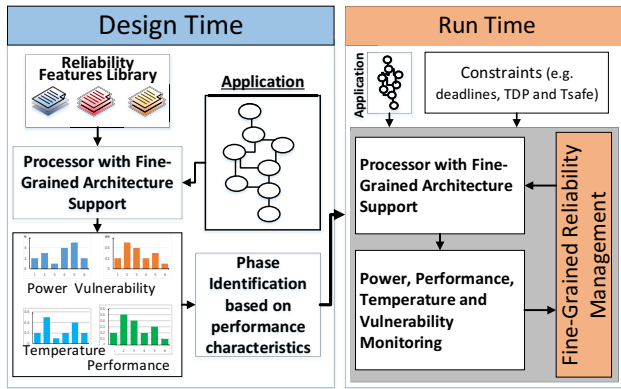 Design Time
Reliability
Features Library
Application
Processor with Fine-
Grained Architecture
Support
Power Vulnerability
Temperature
Performance
Phase
Identification
based on
performance
characteristics
Run Time
Application
Constraints (e.g.
deadlines, TDP and Tsafe)
Processor with Fine-
Grained Architecture
Support
Power, Performance,
Temperature and
Vulnerability
Monitoring
Fine-Grained Reliability
Management